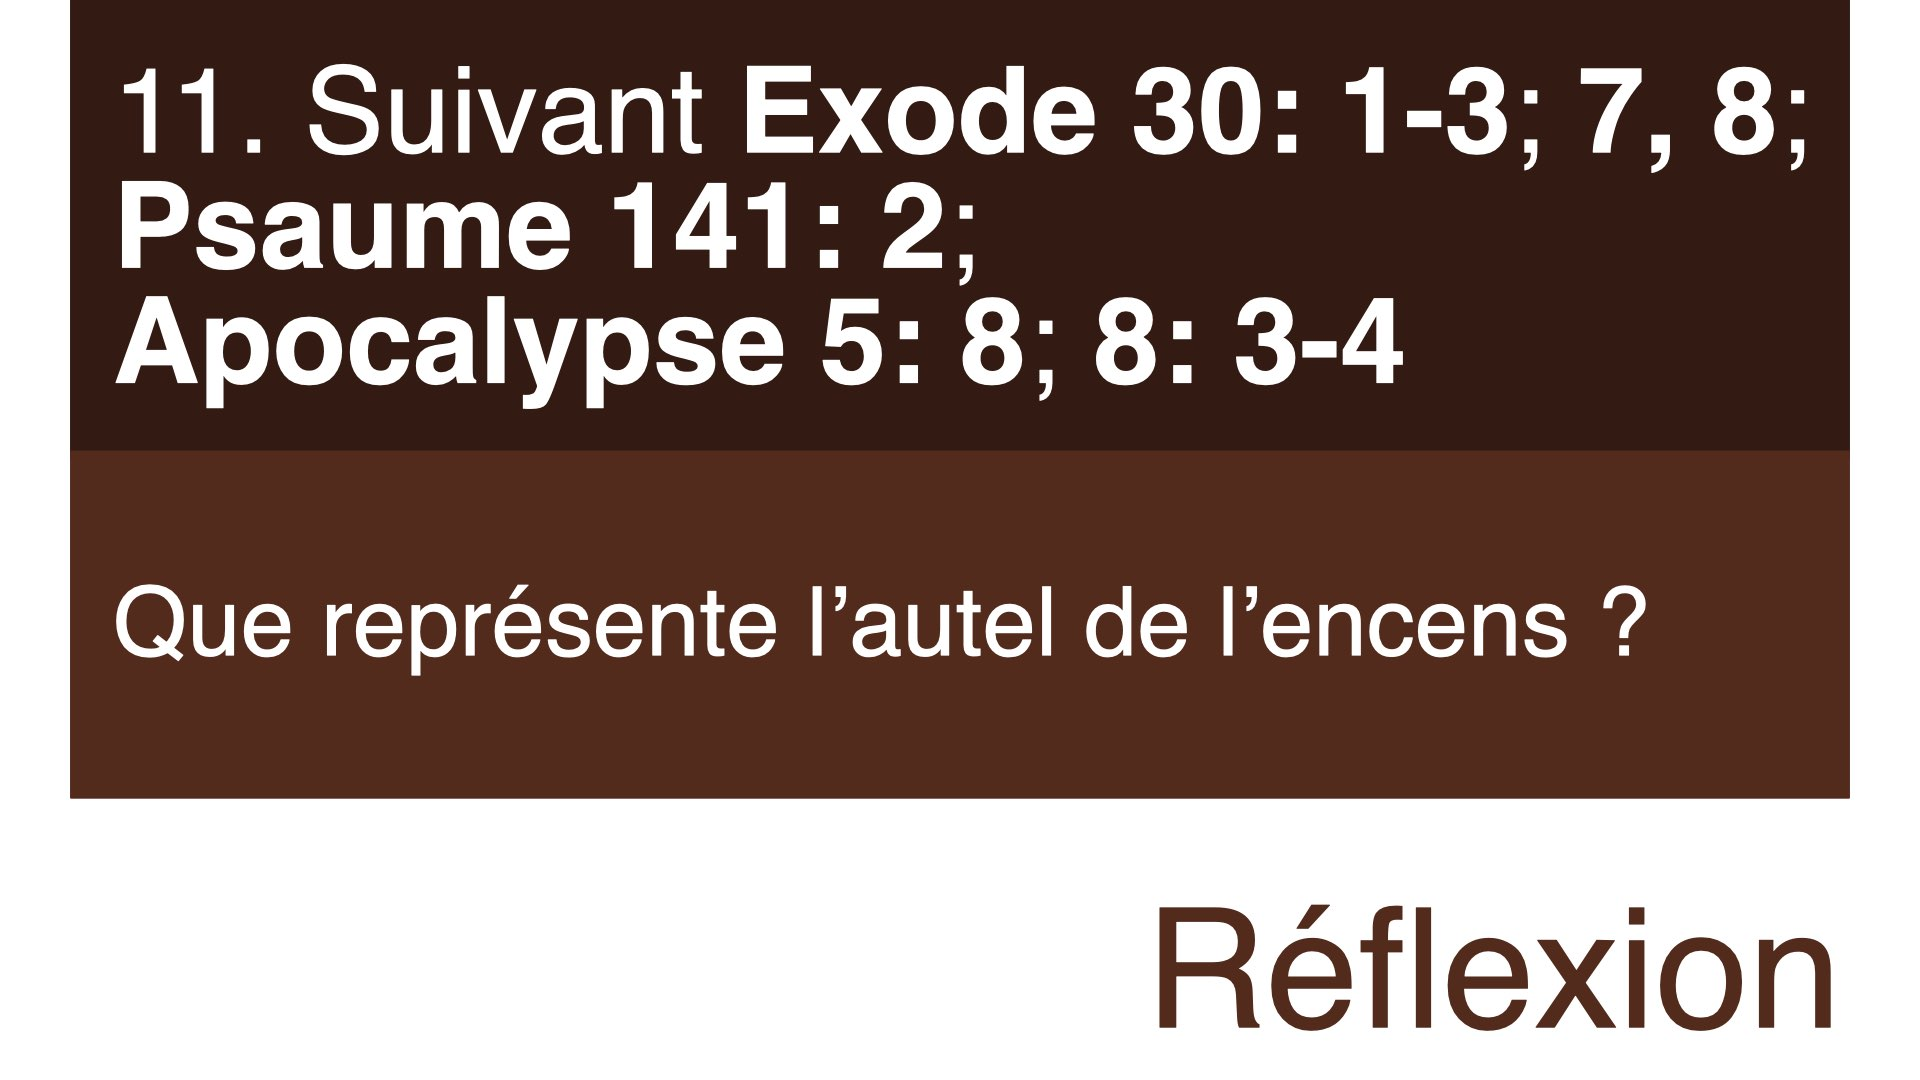 11. Suivant Exode 30: 1-3; 7, 8;
Psaume 141: 2;
Apocalypse 5: 8; 8: 3-4
Que représente l’autel de l’encens ?
Réflexion